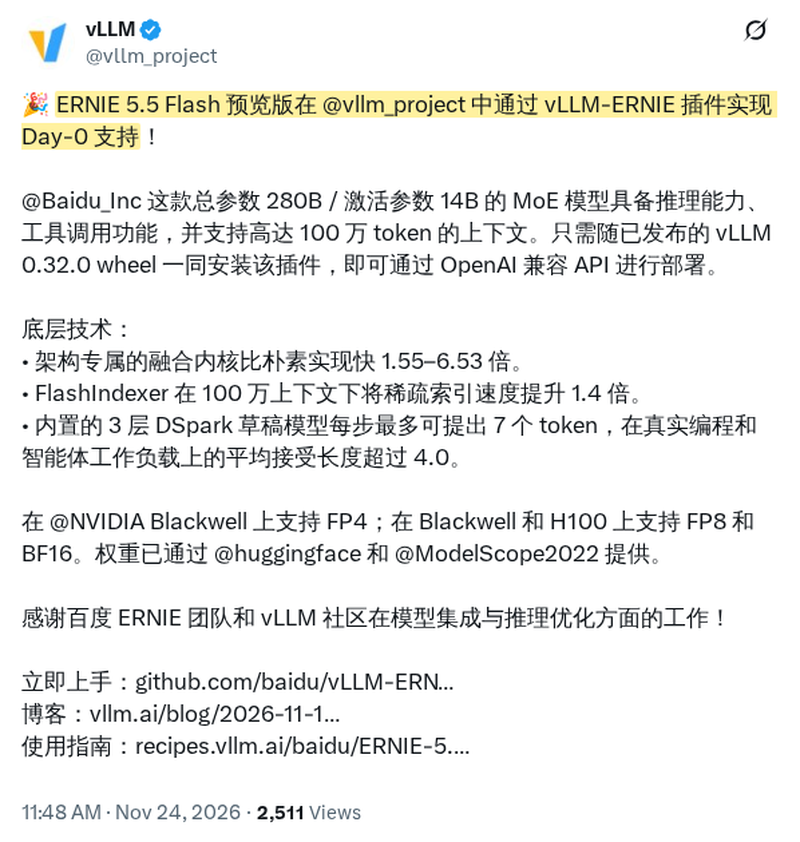 vLLM
@vllm_project
🎉 ERNIE 5.5 Flash 预览版在 @vllm_project 中通过 vLLM-ERNIE 插件实现
Day-0 支持！
@Baidu_Inc 这款总参数 280B / 激活参数 14B 的 MoE 模型具备推理能力、
工具调用功能，并支持高达 100 万 token 的上下文。只需随已发布的 vLLM
0.32.0 wheel 一同安装该插件，即可通过 OpenAI 兼容 API 进行部署。
底层技术：
• 架构专属的融合内核比朴素实现快 1.55–6.53 倍。
• FlashIndexer 在 100 万上下文下将稀疏索引速度提升 1.4 倍。
• 内置的 3 层 DSpark 草稿模型每步最多可提出 7 个 token，在真实编程和
智能体工作负载上的平均接受长度超过 4.0。
在 @NVIDIA Blackwell 上支持 FP4；在 Blackwell 和 H100 上支持 FP8 和
BF16。权重已通过 @huggingface 和 @ModelScope2022 提供。
感谢百度 ERNIE 团队和 vLLM 社区在模型集成与推理优化方面的工作！
立即上手：github.com/baidu/vLLM-ERN...
博客：vllm.ai/blog/2026-11-1...
使用指南：recipes.vllm.ai/baidu/ERNIE-5....
11:48 AM · Nov 24, 2026 · 2,511 Views